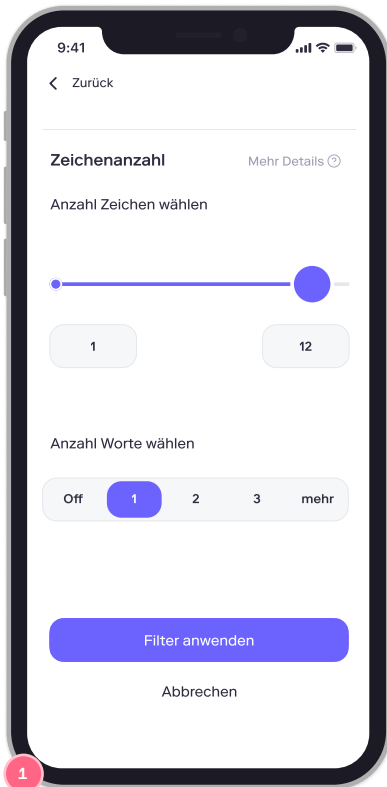 9:41
Zurück
Zeichenanzahl
Mehr Details ?
Anzahl Zeichen wählen
1 12
Anzahl Worte wählen
Off 1 2 3 mehr
Filter anwenden
Abbrechen
1